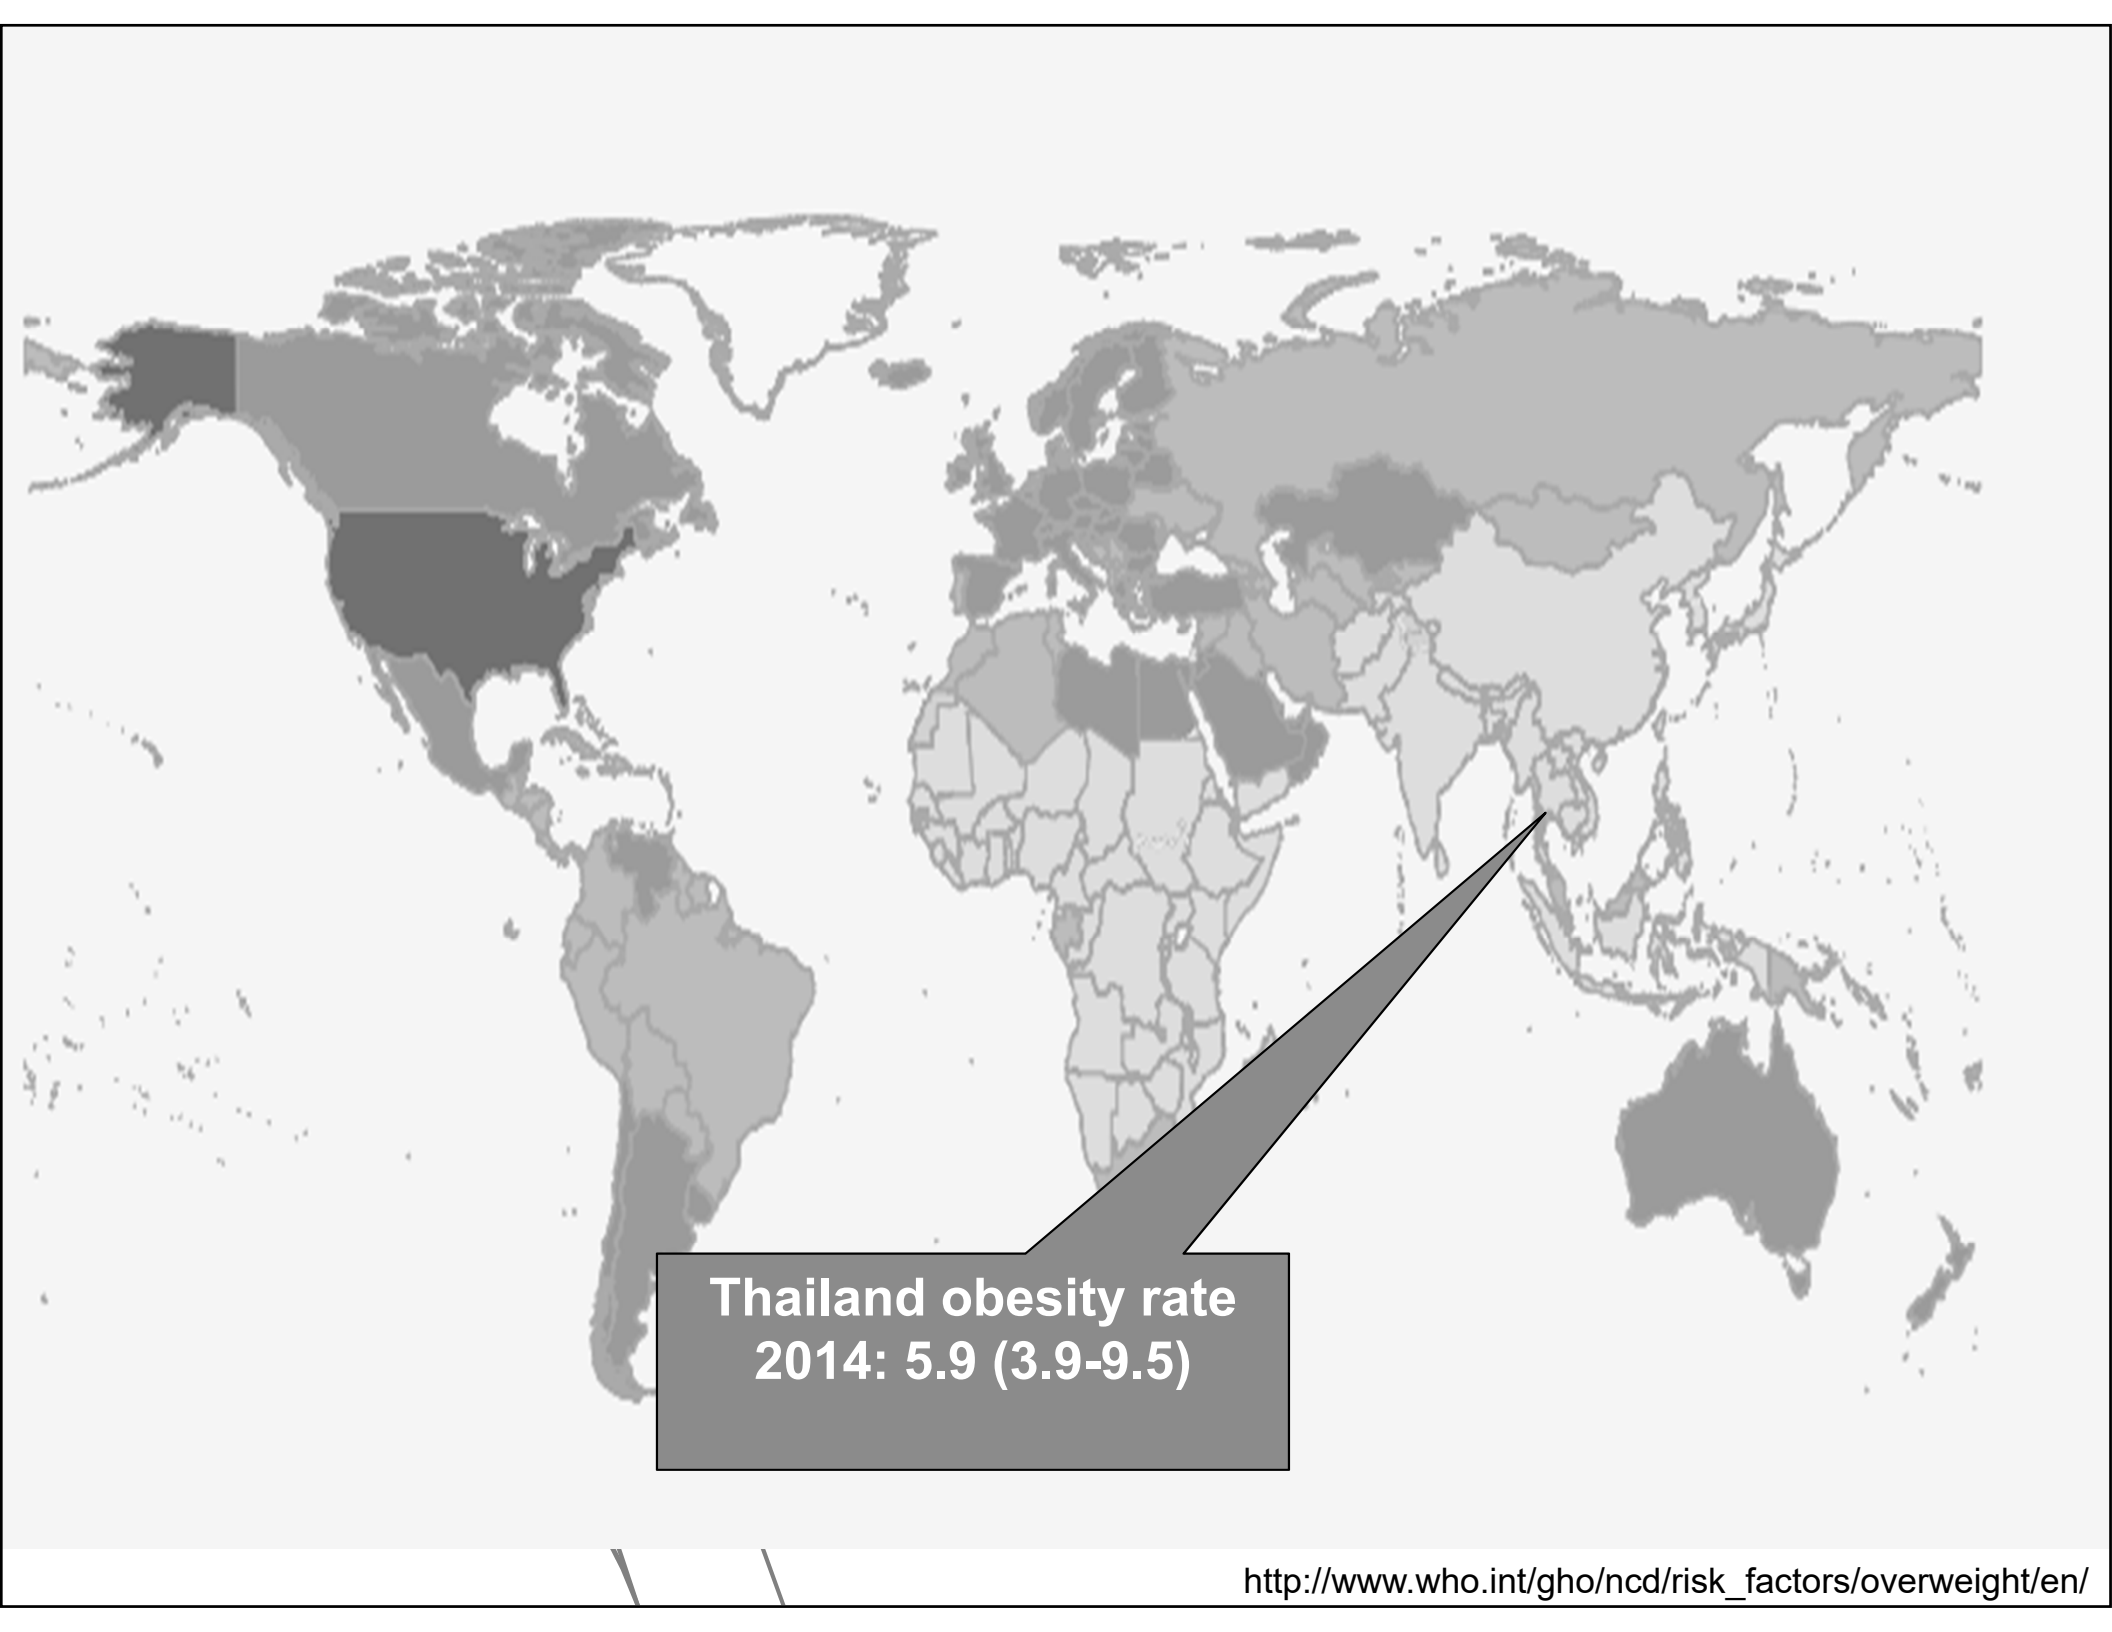 Thailand obesity rate
2014: 5.9 (3.9-9.5)
http://www.who.int/gho/ncd/risk_factors/overweight/en/